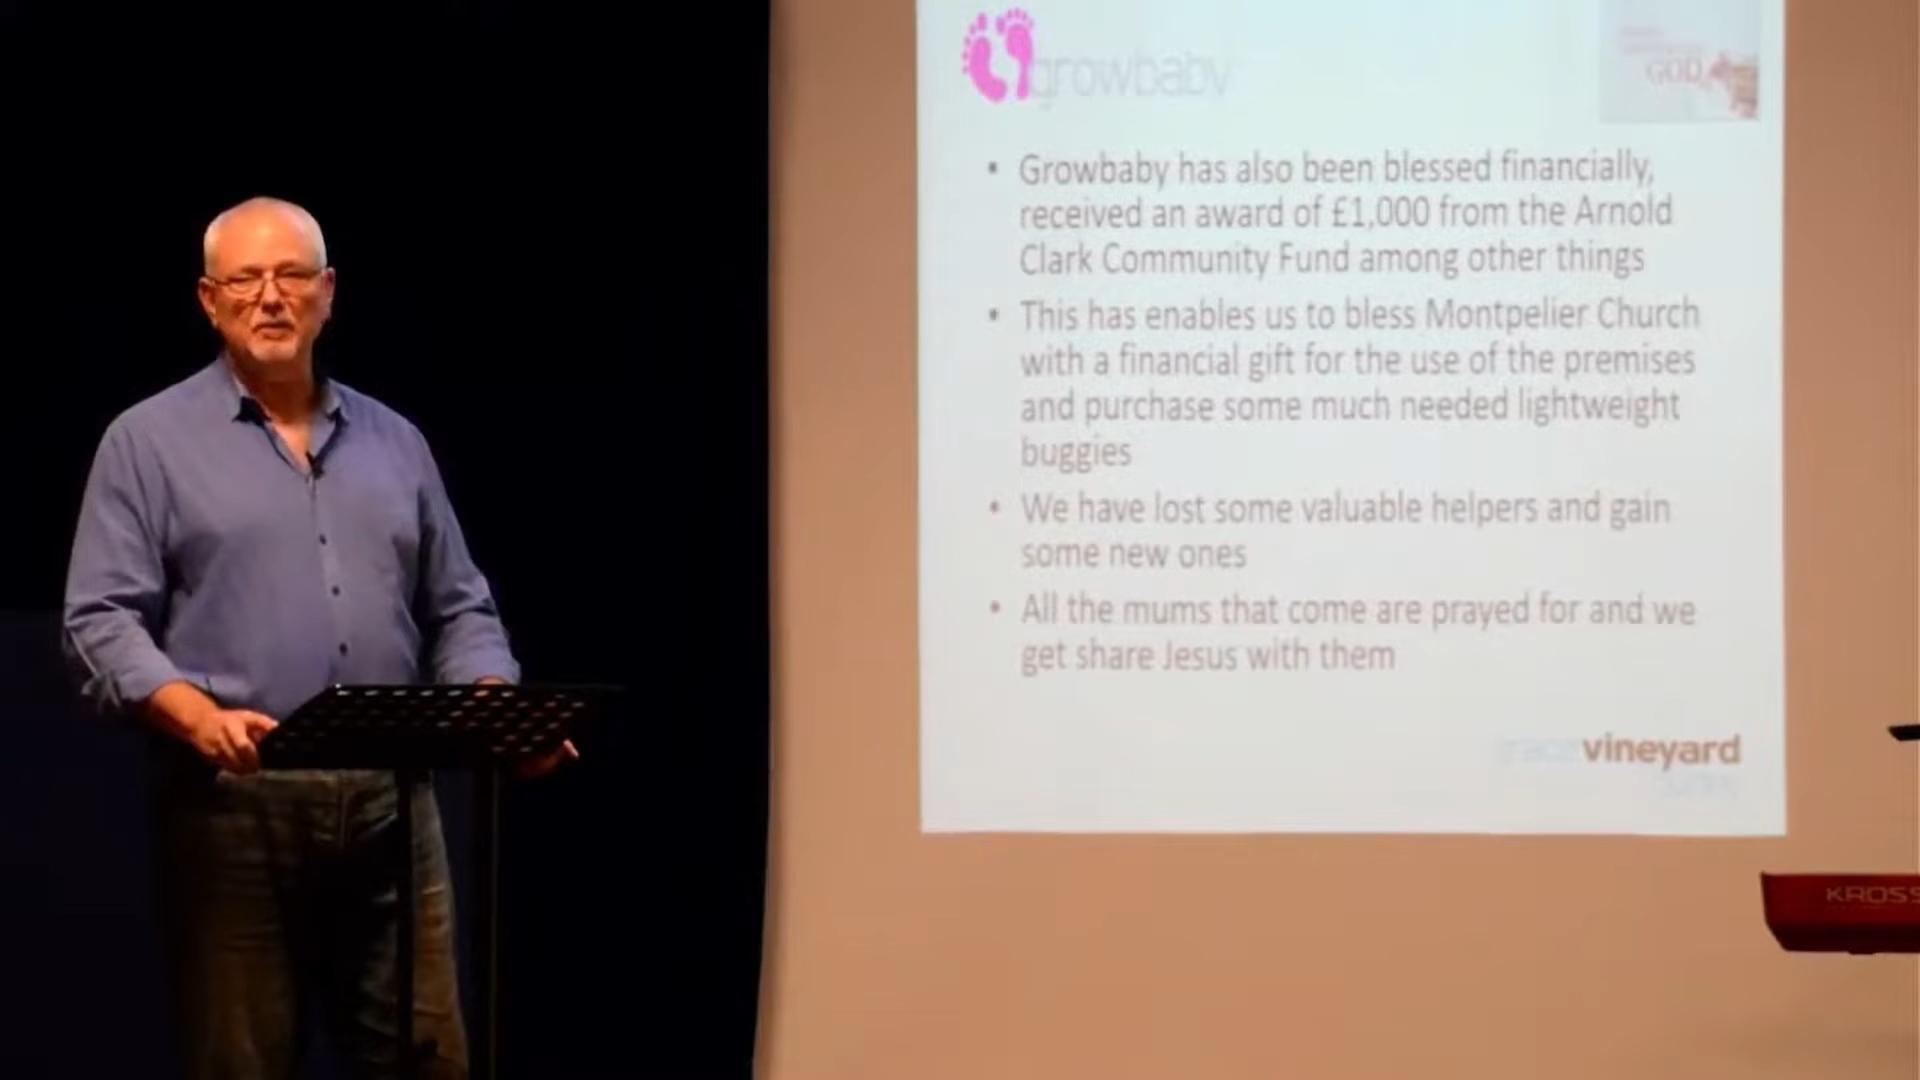 growbaby
GOD
• Growbaby has also been blessed financially,
received an award of £1,000 from the Arnold
Clark Community Fund among other things
• This has enables us to bless Montpelier Church
with a financial gift for the use of the premises
and purchase some much needed lightweight
buggies
• We have lost some valuable helpers and gain
some new ones
• All the mums that come are prayed for and we
get share Jesus with them
vineyard
KROSS